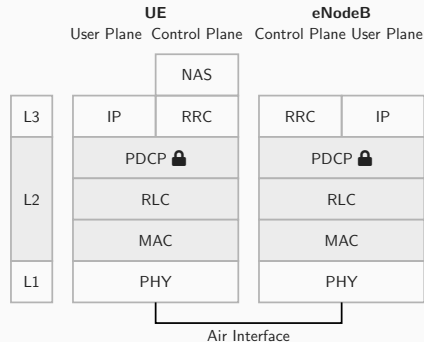 UE eNodeB
User Plane Control Plane Control Plane User Plane
NAS
L3 IP RRC RRC IP
PDCP PDCP
L2 RLC RLC
MAC MAC
L1 PHY PHY
Air Interface